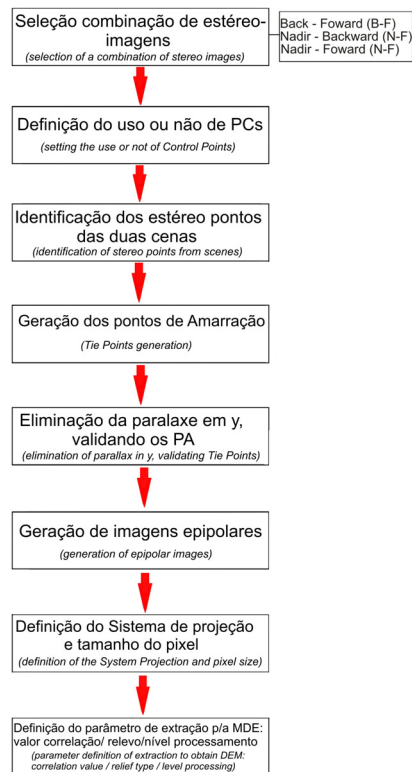 Seleção combinação de estéreo-
imagens
(selection of a combination of stereo images)
Back - Foward (B-F)
Nadir - Backward (N-F)
Nadir - Foward (N-F)
Definição do uso ou não de PCs
(setting the use or not of Control Points)
Identificação dos estéreo pontos
das duas cenas
(identification of stereo points from scenes)
Geração dos pontos de Amarração
(Tie Points generation)
Eliminação da paralaxe em y,
validando os PA
(elimination of parallax in y, validating Tie Points)
Geração de imagens epipolares
(generation of epipolar images)
Definição do Sistema de projeção
e tamanho do pixel
(definition of the System Projection and pixel size)
Definição do parâmetro de extração p/a MDE:
valor correlação/ relevo/nível processamento
(parameter definition of extraction to obtain DEM:
correlation value / relief type / level processing)